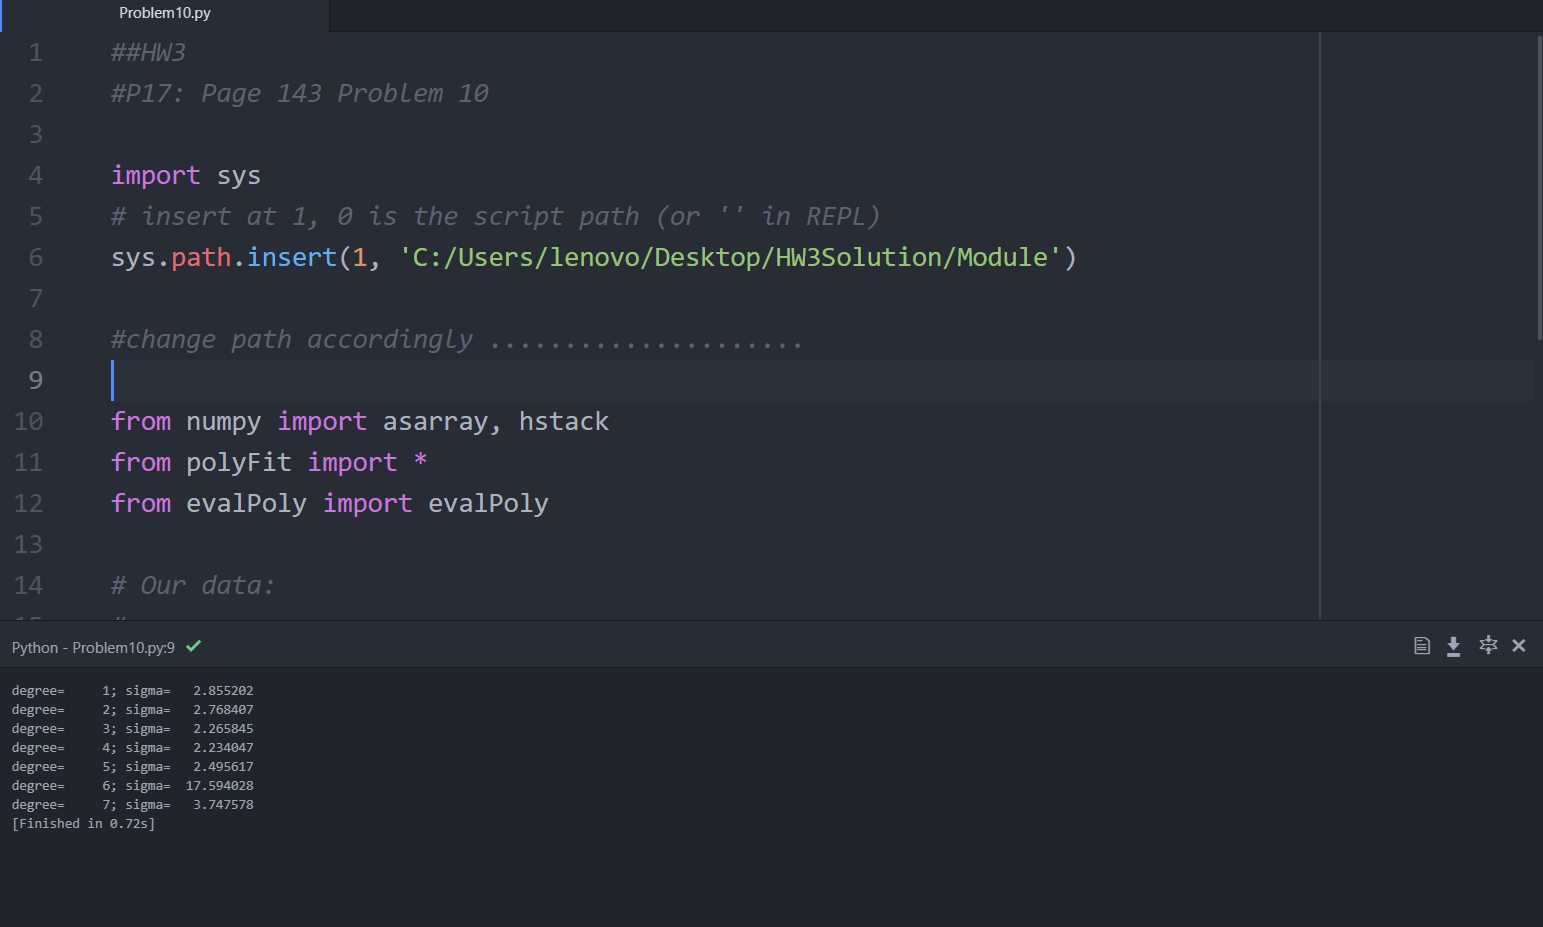 Problem10.py
1 ##HW3
2 #P17: Page 143 Problem 10
3
4 import sys
5 # insert at 1, 0 is the script path (or '' in REPL)
6 sys.path.insert(1, 'C:/Users/lenovo/Desktop/HW3Solution/Module')
7
8 #change path accordingly .....................
9
10 from numpy import asarray, hstack
11 from polyFit import *
12 from evalPoly import evalPoly
13
14 # Our data:
Python - Problem10.py:9
degree=     1; sigma=   2.855202
degree=     2; sigma=   2.768407
degree=     3; sigma=   2.265845
degree=     4; sigma=   2.234047
degree=     5; sigma=   2.495617
degree=     6; sigma=  17.594028
degree=     7; sigma=   3.747578
[Finished in 0.72s]